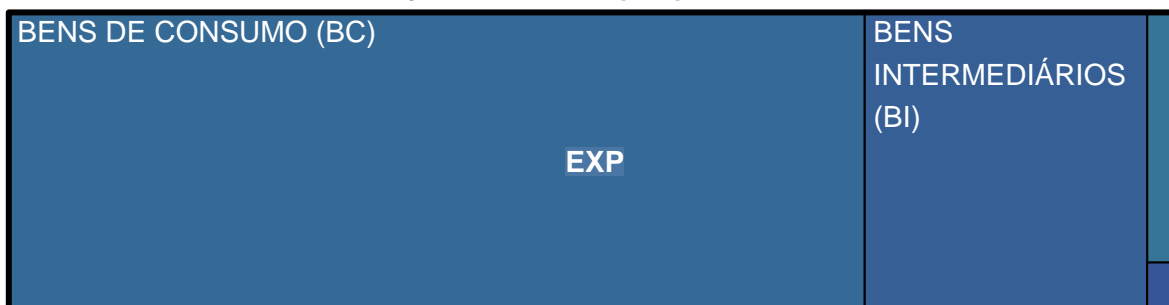 BENS DE CONSUMO (BC)
BENS
INTERMEDIÁRIOS
(BI)
EXP